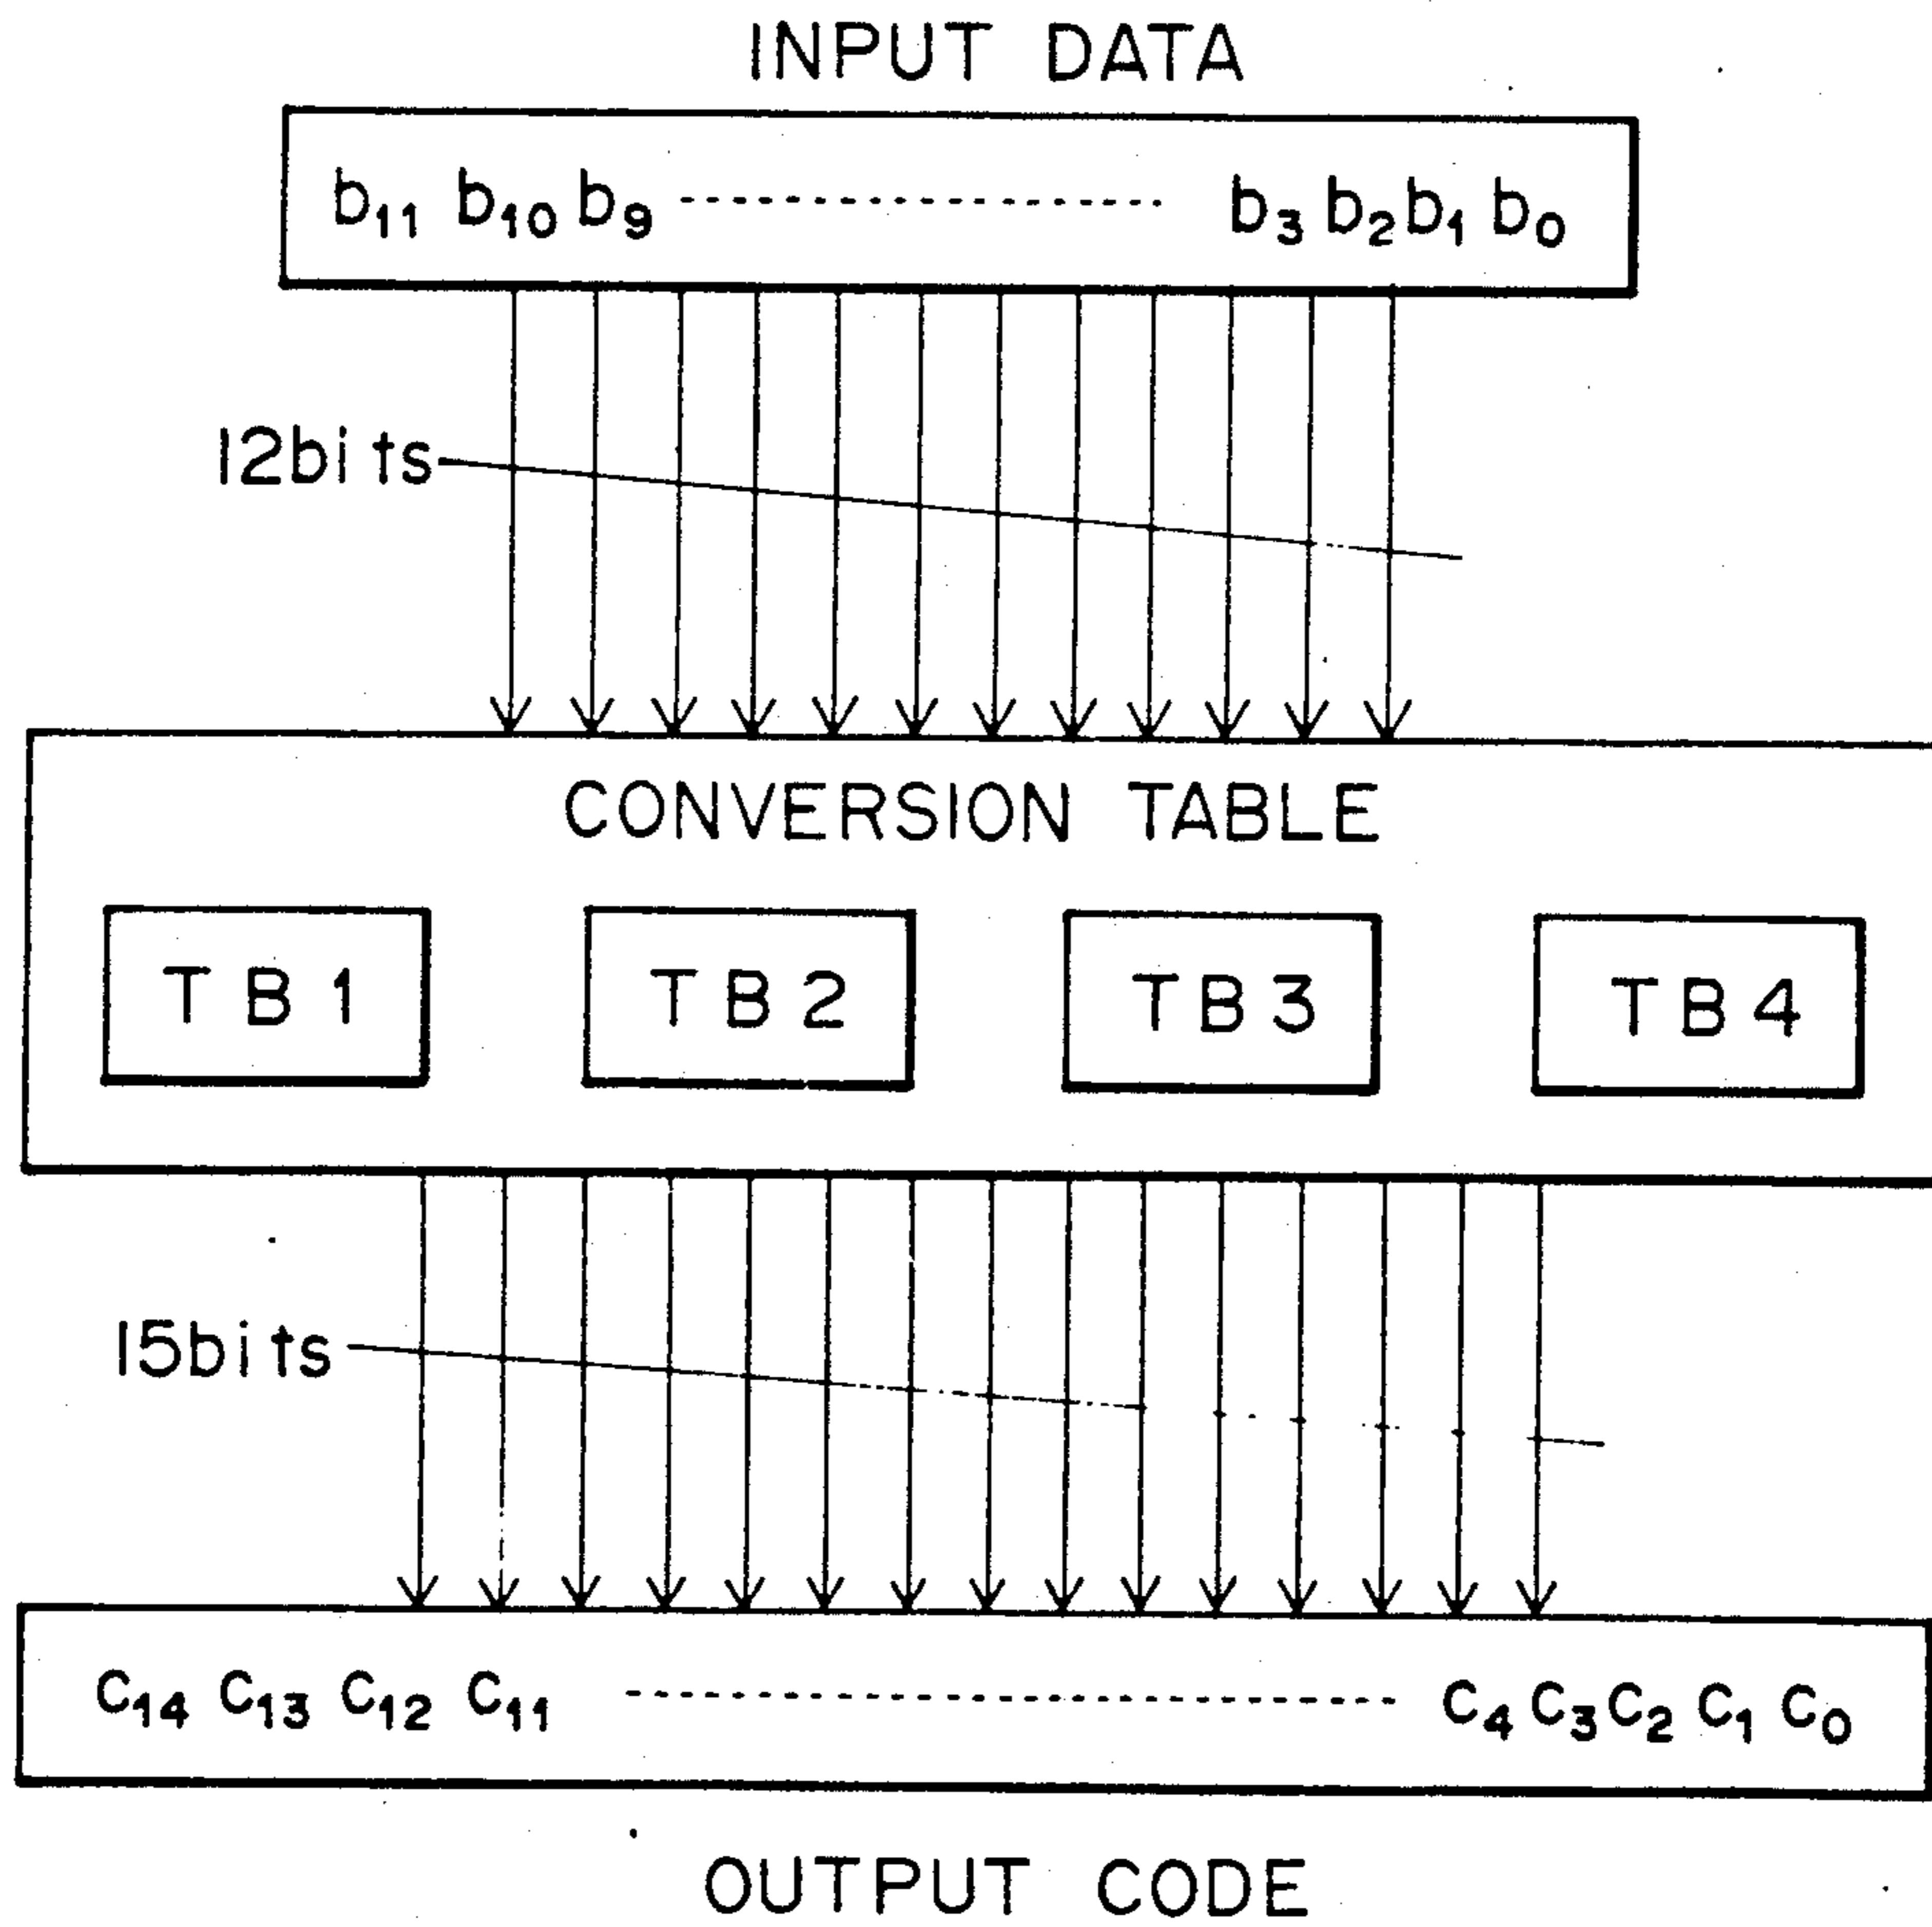 INPUT DATA
b₁₁ b₁₀ b₉ ------------------ b₃ b₂ b₁ b₀
12bits
CONVERSION TABLE
TB1 TB2 TB3 TB4
15bits
c₁₄ c₁₃ c₁₂ c₁₁ ----------------------------- c₄ c₃ c₂ c₁ c₀
OUTPUT CODE